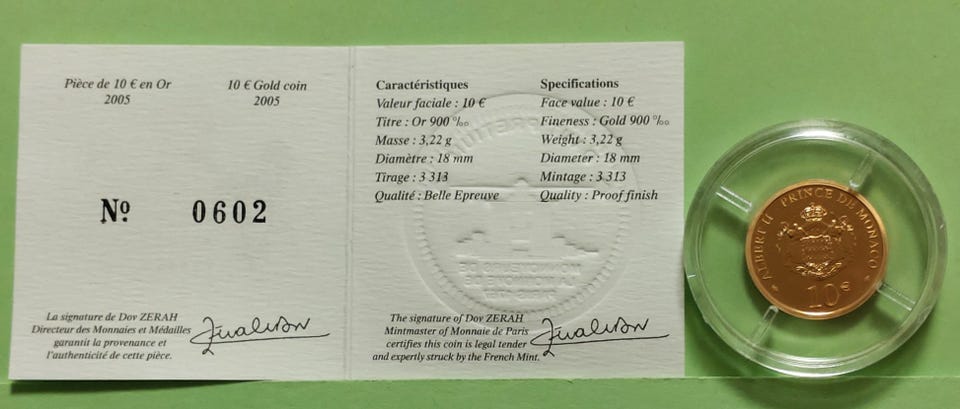 Pièce de 10 € en Or
2005
10 € Gold coin
2005
Nº 0602
La signature de Dov ZERAH
Directeur des Monnaies et Médailles
garantit la provenance et
l'authenticité de cette pièce.
Caractéristiques
Valeur faciale : 10 €
Titre : Or 900 ‰
Masse : 3,22 g
Diamètre : 18 mm
Tirage : 3 313
Qualité : Belle Epreuve
Specifications
Face value : 10 €
Fineness : Gold 900 ‰
Weight : 3,22 g
Diameter : 18 mm
Mintage : 3 313
Quality : Proof finish
The signature of Dov ZERAH
Mintmaster of Monnaie de Paris
certifies this coin is legal tender
and expertly struck by the French Mint.
ALBERT II PRINCE DE MONACO
10€